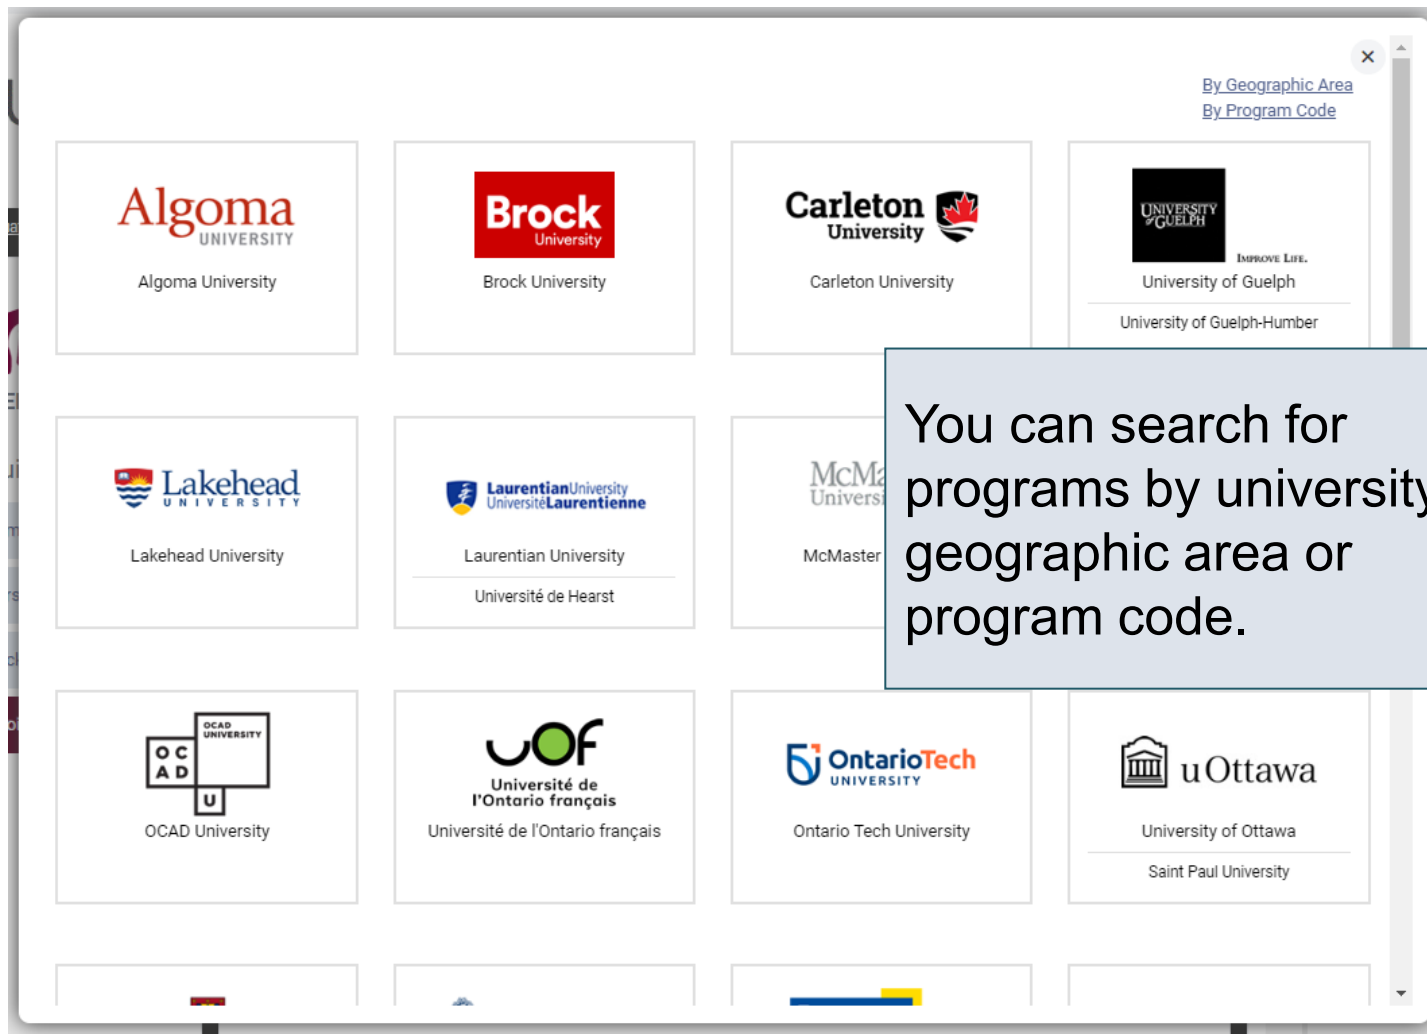 By Geographic Area
By Program Code
Algoma
UNIVERSITY
Algoma University
Brock
University
Brock University
Carleton
University
Carleton University
UNIVERSITY
OF GUELPH
IMPROVE LIFE.
University of Guelph
University of Guelph-Humber
Lakehead
UNIVERSITY
Lakehead University
LaurentianUniversity
UniversitéLaurentienne
Laurentian University
Université de Hearst
McMaster
You can search for
programs by university
geographic area or
program code.
OCAD
UNIVERSITY
OC
AD
U
OCAD University
UOF
Université de
l'Ontario français
Université de l'Ontario français
OntarioTech
UNIVERSITY
Ontario Tech University
uOttawa
University of Ottawa
Saint Paul University